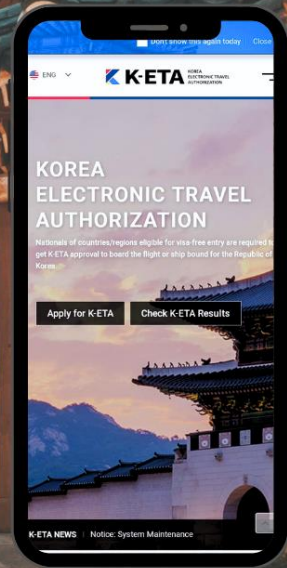 Don't show this again today Close
ENG
K-ETA KOREA
ELECTRONIC TRAVEL
AUTHORIZATION
KOREA
ELECTRONIC TRAVEL
AUTHORIZATION
Nationals of countries/regions eligible for visa-free entry are required to
get K-ETA approval to board the flight or ship bound for the Republic of
Korea
Apply for K-ETA Check K-ETA Results
K-ETA NEWS Notice: System Maintenance